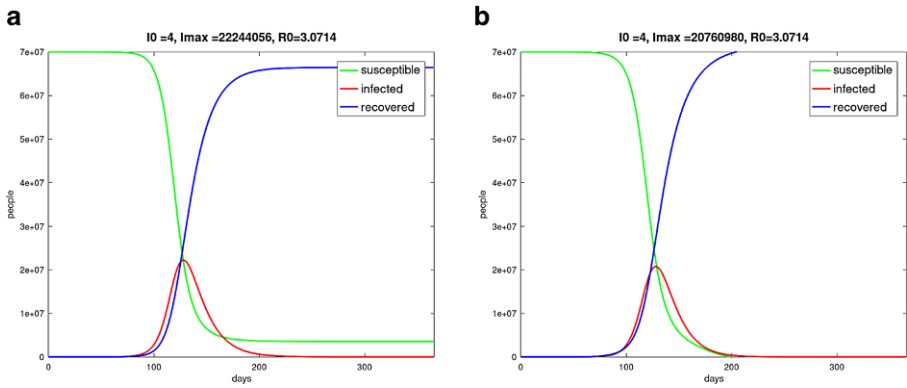 a
I0 =4, Imax =22244056, R0=3.0714
7e+07
6e+07
5e+07
4e+07
3e+07
2e+07
1e+07
0
people
0
100
200
300
days
susceptible
infected
recovered
b
I0 =4, Imax =20760980, R0=3.0714
7e+07
6e+07
5e+07
4e+07
3e+07
2e+07
1e+07
0
people
0
100
200
300
days
susceptible
infected
recovered